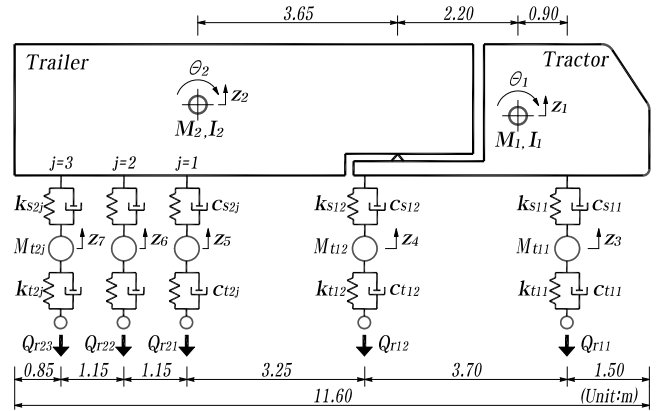 3.65 2.20 0.90
Trailer Tractor
θ2 z2 θ1 z1
M2,I2 M1,I1
j=3 j=2 j=1
ks2j cs2j ks12 cs12 ks11 cs11
Mt2j z7 z6 z5 Mt12 z4 Mt11 z3
kt2j ct2j kt12 ct12 kt11 ct11
Qr23 Qr22 Qr21 Qr12 Qr11
0.85 1.15 1.15 3.25 3.70 1.50
11.60 (Unit:m)